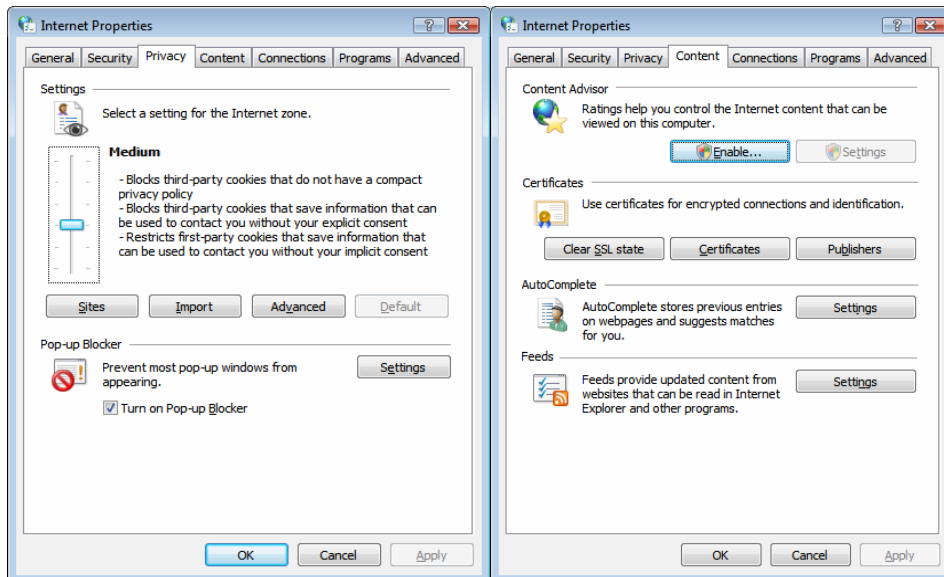 Internet Properties
General Security Privacy Content Connections Programs Advanced
Settings
Select a setting for the Internet zone.
Medium
- Blocks third-party cookies that do not have a compact
privacy policy
- Blocks third-party cookies that save information that can
be used to contact you without your explicit consent
- Restricts first-party cookies that save information that
can be used to contact you without your implicit consent
Sites Import Advanced Default
Pop-up Blocker
Prevent most pop-up windows from
appearing.
Settings
Turn on Pop-up Blocker
OK Cancel Apply
Internet Properties
General Security Privacy Content Connections Programs Advanced
Content Advisor
Ratings help you control the Internet content that can be
viewed on this computer.
Enable... Settings
Certificates
Use certificates for encrypted connections and identification.
Clear SSL state Certificates Publishers
AutoComplete
AutoComplete stores previous entries
on webpages and suggests matches
for you.
Settings
Feeds
Feeds provide updated content from
websites that can be read in Internet
Explorer and other programs.
Settings
OK Cancel Apply